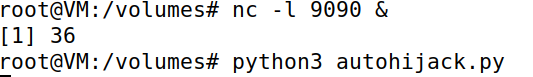 root@VM:/volumes# nc -l 9090 &
[1] 36
root@VM:/volumes# python3 autohijack.py